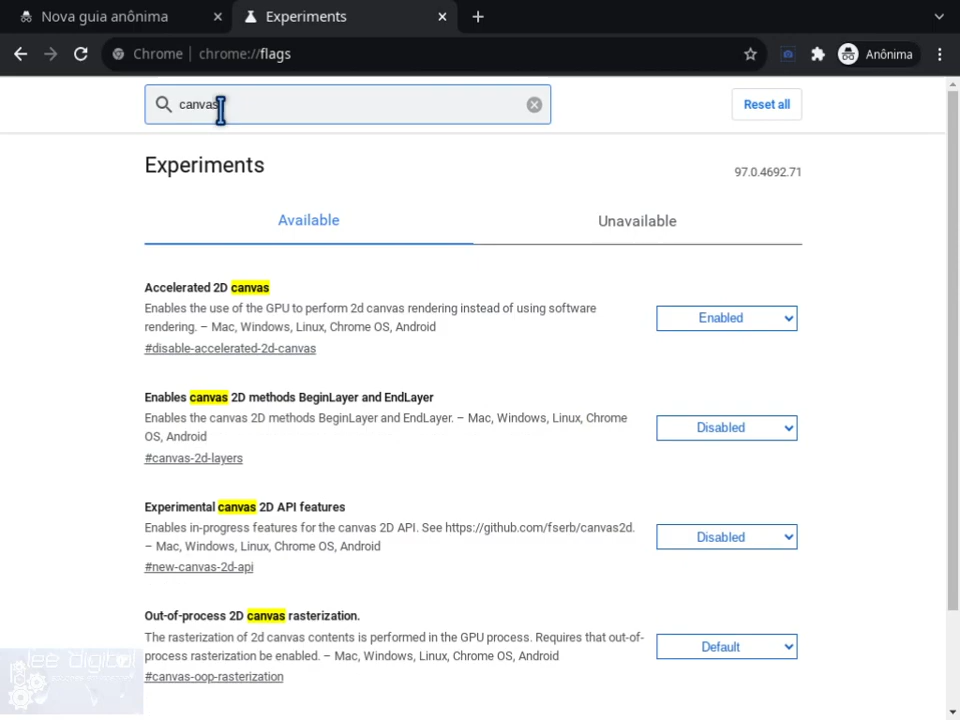 Nova guia anônima
Experiments
Chrome | chrome://flags
Anônima
canvas
Reset all
Experiments
97.0.4692.71
Available
Unavailable
Accelerated 2D canvas
Enables the use of the GPU to perform 2d canvas rendering instead of using software
rendering. – Mac, Windows, Linux, Chrome OS, Android
#disable-accelerated-2d-canvas
Enabled
Enables canvas 2D methods BeginLayer and EndLayer
Enables the canvas 2D methods BeginLayer and EndLayer. – Mac, Windows, Linux, Chrome
OS, Android
#canvas-2d-layers
Disabled
Experimental canvas 2D API features
Enables in-progress features for the canvas 2D API. See https://github.com/fserb/canvas2d.
– Mac, Windows, Linux, Chrome OS, Android
#new-canvas-2d-api
Disabled
Out-of-process 2D canvas rasterization.
The rasterization of 2d canvas contents is performed in the GPU process. Requires that out-of-
process rasterization be enabled. – Mac, Windows, Linux, Chrome OS, Android
#canvas-oop-rasterization
Default
lee digital